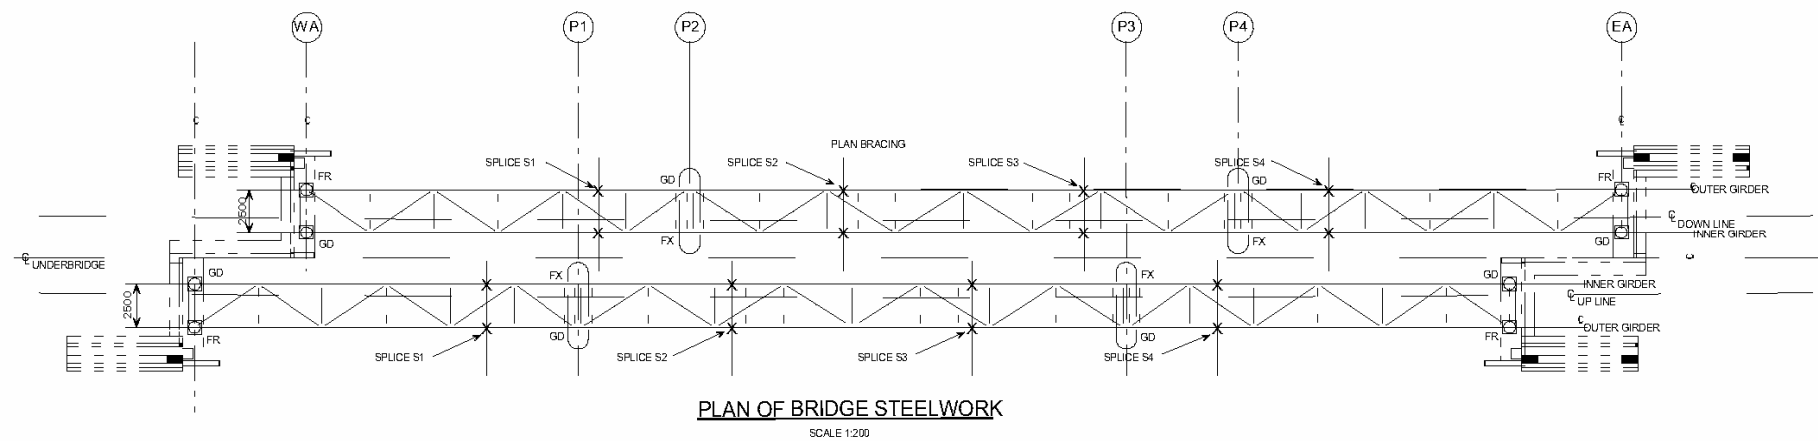 WA P1 P2 P3 P4 EA
℄ ℄ ℄
PLAN BRACING
SPLICE S1 SPLICE S2 SPLICE S3 SPLICE S4
FR GD GD FR
℄ OUTER GIRDER
2500
℄ DOWN LINE
GD FX FX GD INNER GIRDER
℄ UNDERBRIDGE ℄
GD FX FX GD INNER GIRDER
2500
℄ UP LINE
FR GD GD FR ℄ OUTER GIRDER
SPLICE S1 SPLICE S2 SPLICE S3 SPLICE S4
PLAN OF BRIDGE STEELWORK
SCALE 1:200